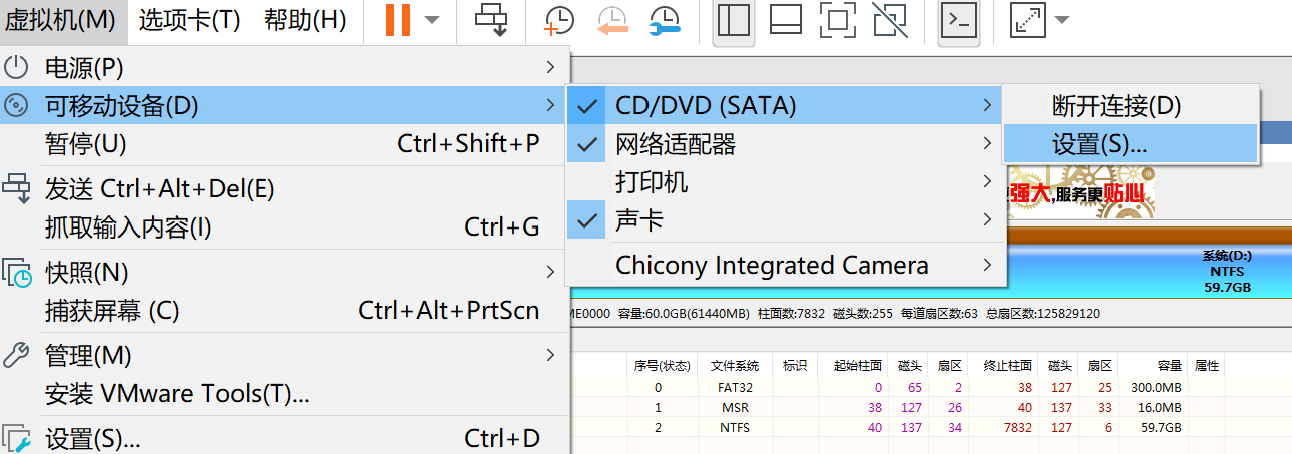 虚拟机(M) 选项卡(T) 帮助(H)
电源(P)
可移动设备(D)
暂停(U) Ctrl+Shift+P
发送 Ctrl+Alt+Del(E)
抓取输入内容(I) Ctrl+G
快照(N)
捕获屏幕 (C) Ctrl+Alt+PrtScn
管理(M)
安装 VMware Tools(T)...
设置(S)... Ctrl+D
CD/DVD (SATA)
网络适配器
打印机
声卡
Chicony Integrated Camera
断开连接(D)
设置(S)...
强大,服务更贴心
系统(D:)
NTFS
59.7GB
ME0000 容量:60.0GB(61440MB) 柱面数:7832 磁头数:255 每道扇区数:63 总扇区数:125829120
序号(状态) 文件系统 标识 起始柱面 磁头 扇区 终止柱面 磁头 扇区 容量 属性
0 FAT32 0 65 2 38 127 25 300.0MB
1 MSR 38 127 26 40 137 33 16.0MB
2 NTFS 40 137 34 7832 127 6 59.7GB